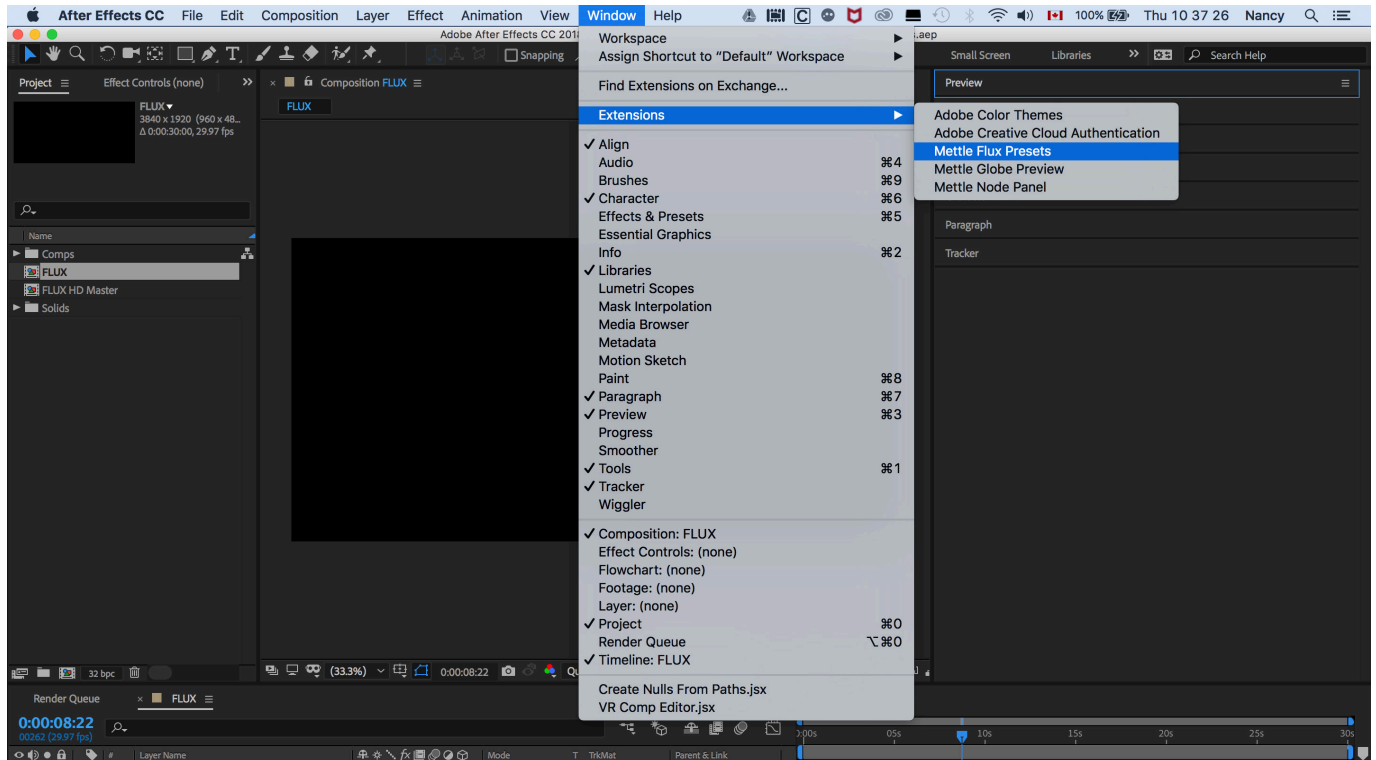 After Effects CC File Edit Composition Layer Effect Animation View Window Help 100% Thu 10 37 26 Nancy
Adobe After Effects CC 201 .aep
Snapping Small Screen Libraries Search Help
Project Effect Controls (none) Composition FLUX Preview
FLUX
3840 x 1920 (960 x 48...
Δ 0:00:30:00, 29.97 fps
FLUX
Name
Comps
FLUX
FLUX HD Master
Solids
Workspace
Assign Shortcut to “Default” Workspace
Find Extensions on Exchange...
Extensions
✓ Align
Audio ⌘4
Brushes ⌘9
✓ Character ⌘6
Effects & Presets ⌘5
Essential Graphics
Info ⌘2
✓ Libraries
Lumetri Scopes
Mask Interpolation
Media Browser
Metadata
Motion Sketch
Paint ⌘8
✓ Paragraph ⌘7
✓ Preview ⌘3
Progress
Smoother
✓ Tools ⌘1
✓ Tracker
Wiggler
✓ Composition: FLUX
Effect Controls: (none)
Flowchart: (none)
Footage: (none)
Layer: (none)
✓ Project ⌘0
Render Queue ⌥⌘0
✓ Timeline: FLUX
Create Nulls From Paths.jsx
VR Comp Editor.jsx
Adobe Color Themes
Adobe Creative Cloud Authentication
Mettle Flux Presets
Mettle Globe Preview
Mettle Node Panel
Paragraph
Tracker
32 bpc (33.3%) 0:00:08:22
Render Queue FLUX
0:00:08:22
00262 (29.97 fps)
05s 10s 15s 20s 25s 30s
# Layer Name Mode T TrkMat Parent & Link